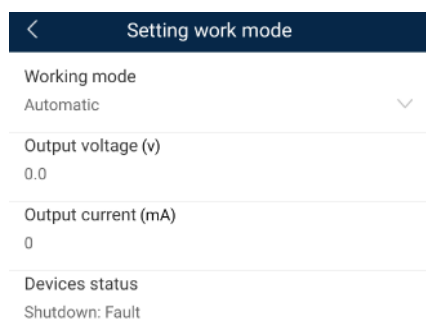 Setting work mode
Working mode
Automatic
Output voltage (v)
0.0
Output current (mA)
0
Devices status
Shutdown: Fault